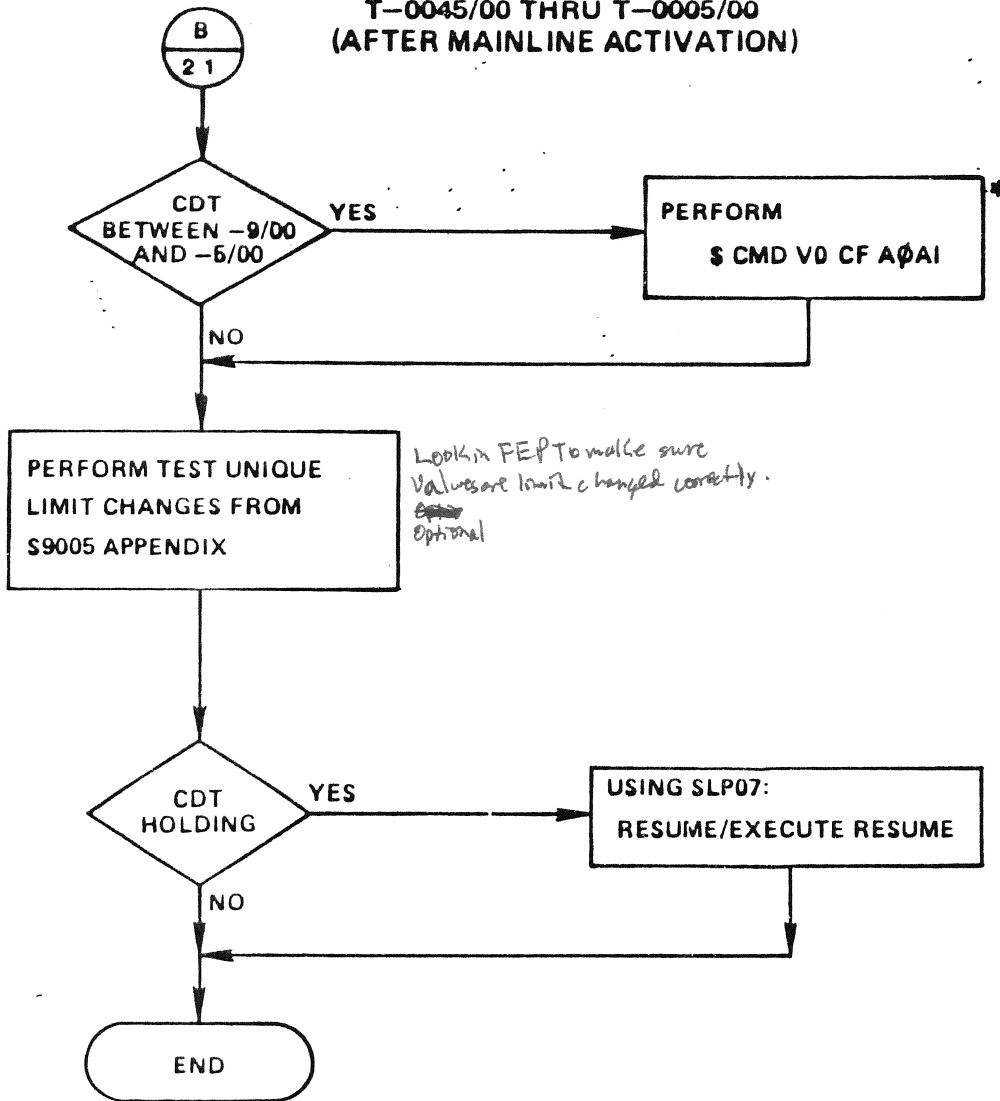 T-0045/00 THRU T-0005/00
(AFTER MAINLINE ACTIVATION)
B
21
CDT
BETWEEN -9/00
AND -5/00
YES
PERFORM
$ CMD V0 CF AØAI
NO
PERFORM TEST UNIQUE
LIMIT CHANGES FROM
S9005 APPENDIX
Look in FEP To make sure
Values are limit changed correctly.
Optional
CDT
HOLDING
YES
USING SLP07:
RESUME/EXECUTE RESUME
NO
END